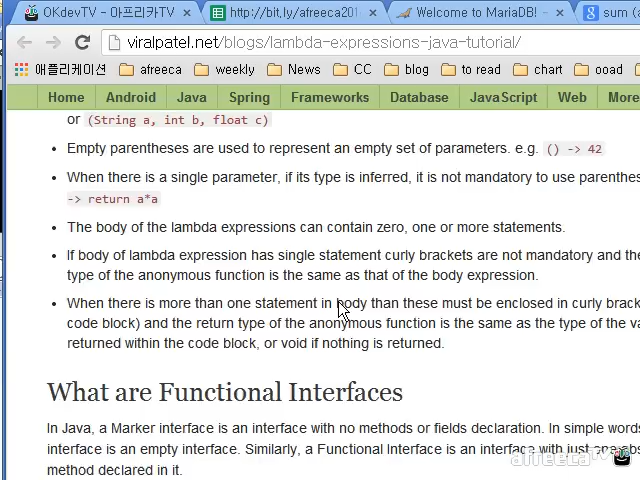 OKdevTV - 아프리카TV
http://bit.ly/afreeca201
Welcome to MariaDB! -
sum (a
viralpatel.net/blogs/lambda-expressions-java-tutorial/
애플리케이션 afreeca weekly News CC blog to read chart ooad
Home Android Java Spring Frameworks Database JavaScript Web More
or (String a, int b, float c)
• Empty parentheses are used to represent an empty set of parameters. e.g. () -> 42
• When there is a single parameter, if its type is inferred, it is not mandatory to use parenthes
-> return a*a
• The body of the lambda expressions can contain zero, one or more statements.
• If body of lambda expression has single statement curly brackets are not mandatory and the
type of the anonymous function is the same as that of the body expression.
• When there is more than one statement in body than these must be enclosed in curly brack
code block) and the return type of the anonymous function is the same as the type of the va
returned within the code block, or void if nothing is returned.
What are Functional Interfaces
In Java, a Marker interface is an interface with no methods or fields declaration. In simple words
interface is an empty interface. Similarly, a Functional Interface is an interface with just one abs
method declared in it.
afreecaTV